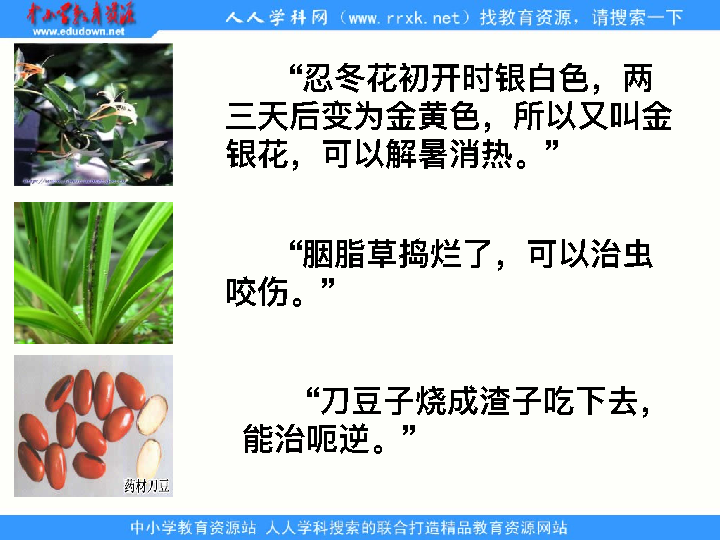 中小学教育资源
www.edudown.net
人人学科网（www.rrxk.net）找教育资源，请搜索一下
“忍冬花初开时银白色，两
三天后变为金黄色，所以又叫金
银花，可以解暑消热。”
“胭脂草捣烂了，可以治虫
咬伤。”
“刀豆子烧成渣子吃下去，
能治呃逆。”
药材刀豆
中小学教育资源站 人人学科搜索的联合打造精品教育资源网站